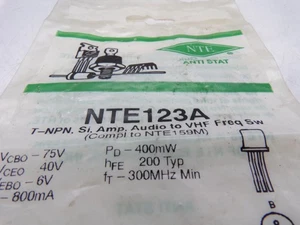 NTE
ANTI STAT
NTE123A
T-NPN, Si, Amp, Audio to VHF Freq Sw
(Compl to NTE159M)
VCBO – 75V PD – 400mW
VCEO 40V hFE 200 Typ
VEBO – 6V fT – 300MHz Min
– 800mA
B